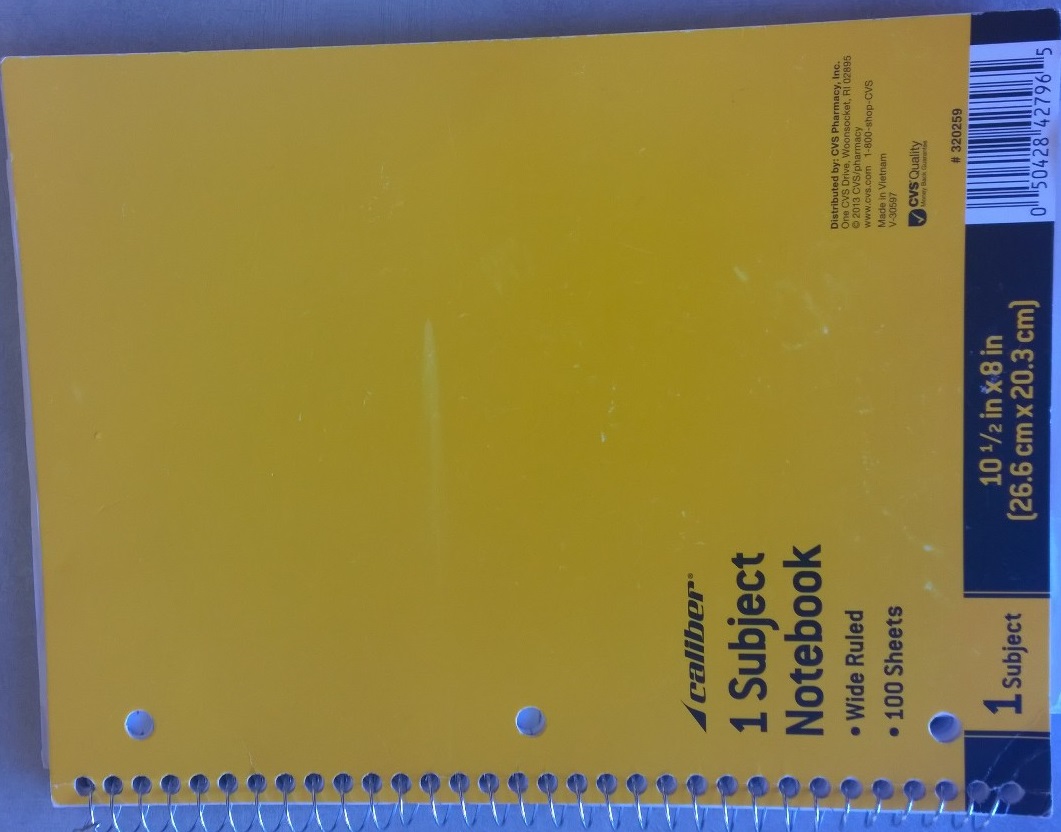 caliber®
1 Subject
Notebook
• Wide Ruled
• 100 Sheets
Distributed by: CVS Pharmacy, Inc.
One CVS Drive, Woonsocket, RI 02895
© 2013 CVS/pharmacy
www.cvs.com 1-800-shop-CVS
Made in Vietnam
V-30597
CVS Quality
Money Back Guarantee
# 320259
1 Subject
10 1/2 in x 8 in
(26.6 cm x 20.3 cm)
0 50428 42796 5